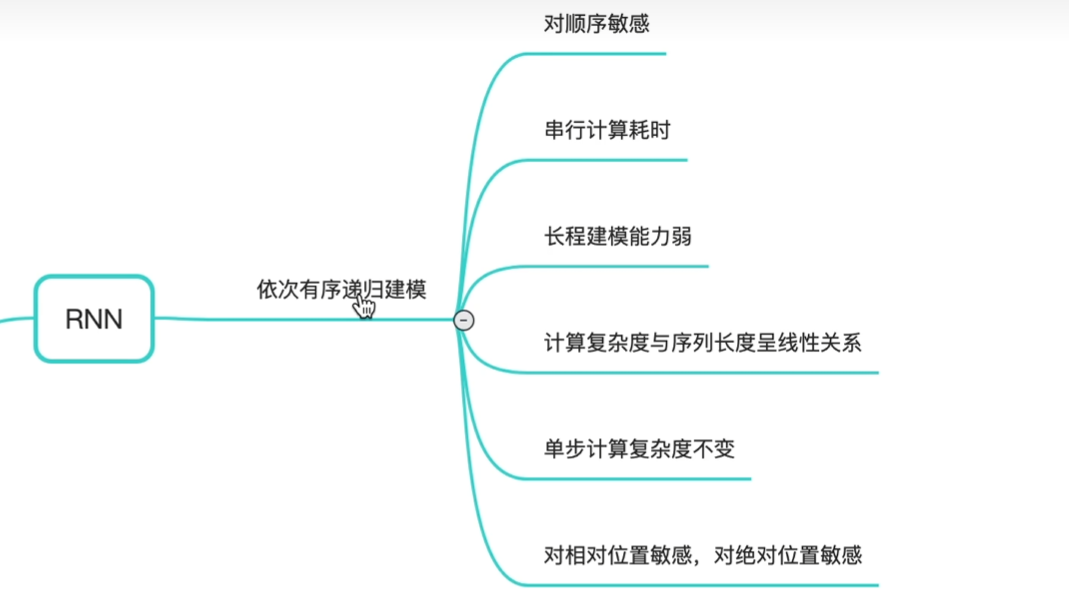 对顺序敏感
串行计算耗时
长程建模能力弱
依次有序递归建模
RNN
计算复杂度与序列长度呈线性关系
单步计算复杂度不变
对相对位置敏感，对绝对位置敏感